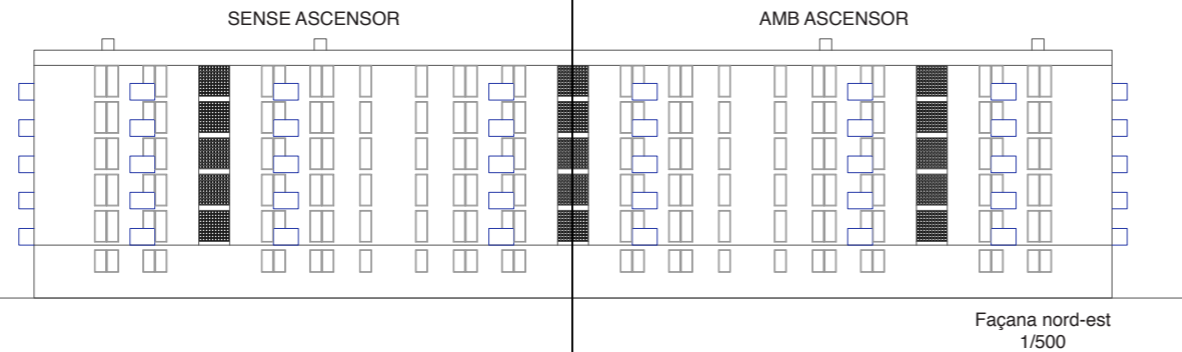 SENSE ASCENSOR
AMB ASCENSOR
Façana nord-est
1/500